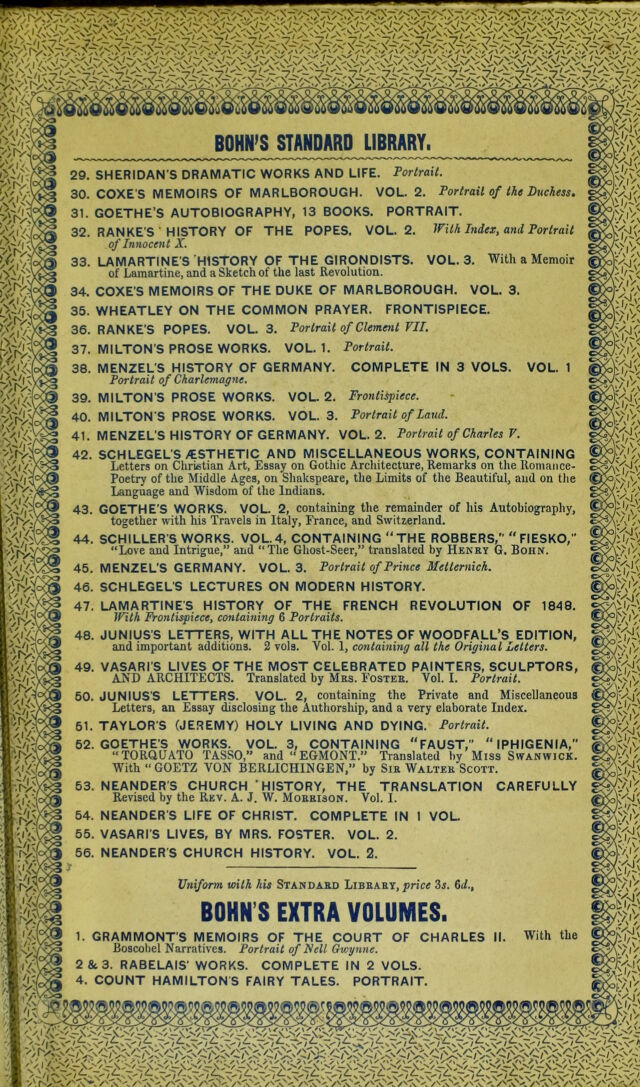 BOHN'S STANDARD LIBRARY.
29. SHERIDAN'S DRAMATIC WORKS AND LIFE. Portrait.
30. COXE'S MEMOIRS OF MARLBOROUGH. VOL. 2. Portrait of the Duchess.
31. GOETHE'S AUTOBIOGRAPHY, 13 BOOKS. PORTRAIT.
32. RANKE'S HISTORY OF THE POPES. VOL. 2. With Index, and Portrait
of Innocent X.
33. LAMARTINE'S HISTORY OF THE GIRONDISTS. VOL. 3. With a Memoir
of Lamartine, and a Sketch of the last Revolution.
34. COXE'S MEMOIRS OF THE DUKE OF MARLBOROUGH. VOL. 3.
35. WHEATLEY ON THE COMMON PRAYER. FRONTISPIECE.
36. RANKE'S POPES. VOL. 3. Portrait of Clement VII.
37. MILTON'S PROSE WORKS. VOL. 1. Portrait.
38. MENZEL'S HISTORY OF GERMANY. COMPLETE IN 3 VOLS. VOL. 1
Portrait of Charlemagne.
39. MILTON'S PROSE WORKS. VOL. 2. Frontispiece.
40. MILTON'S PROSE WORKS. VOL. 3. Portrait of Laud.
41. MENZEL'S HISTORY OF GERMANY. VOL. 2. Portrait of Charles V.
42. SCHLEGEL'S ÆSTHETIC AND MISCELLANEOUS WORKS, CONTAINING
Letters on Christian Art, Essay on Gothic Architecture, Remarks on the Romance-
Poetry of the Middle Ages, on Shakspeare, the Limits of the Beautiful, and on the
Language and Wisdom of the Indians.
43. GOETHE'S WORKS. VOL. 2, containing the remainder of his Autobiography,
together with his Travels in Italy, France, and Switzerland.
44. SCHILLER'S WORKS. VOL. 4, CONTAINING "THE ROBBERS," "FIESKO,"
"Love and Intrigue," and "The Ghost-Seer," translated by HENRY G. BOHN.
45. MENZEL'S GERMANY. VOL. 3. Portrait of Prince Metternich.
46. SCHLEGEL'S LECTURES ON MODERN HISTORY.
47. LAMARTINE'S HISTORY OF THE FRENCH REVOLUTION OF 1848.
With Frontispiece, containing 6 Portraits.
48. JUNIUS'S LETTERS, WITH ALL THE NOTES OF WOODFALL'S EDITION,
and important additions. 2 vols. Vol. 1, containing all the Original Letters.
49. VASARI'S LIVES OF THE MOST CELEBRATED PAINTERS, SCULPTORS,
AND ARCHITECTS. Translated by MRS. FOSTER. Vol. I. Portrait.
50. JUNIUS'S LETTERS. VOL. 2, containing the Private and Miscellaneous
Letters, an Essay disclosing the Authorship, and a very elaborate Index.
51. TAYLOR'S (JEREMY) HOLY LIVING AND DYING. Portrait.
52. GOETHE'S WORKS. VOL. 3, CONTAINING "FAUST," "IPHIGENIA,"
"TORQUATO TASSO," and "EGMONT." Translated by MISS SWANWICK.
With "GOETZ VON BERLICHINGEN," by SIR WALTER SCOTT.
53. NEANDER'S CHURCH HISTORY, THE TRANSLATION CAREFULLY
Revised by the REV. A. J. W. MORRISON. Vol. I.
54. NEANDER'S LIFE OF CHRIST. COMPLETE IN 1 VOL.
55. VASARI'S LIVES, BY MRS. FOSTER. VOL. 2.
56. NEANDER'S CHURCH HISTORY. VOL. 2.
Uniform with his STANDARD LIBRARY, price 3s. 6d.,
BOHN'S EXTRA VOLUMES.
1. GRAMMONT'S MEMOIRS OF THE COURT OF CHARLES II. With the
Boscobel Narratives. Portrait of Nell Gwynne.
2 & 3. RABELAIS' WORKS. COMPLETE IN 2 VOLS.
4. COUNT HAMILTON'S FAIRY TALES. PORTRAIT.